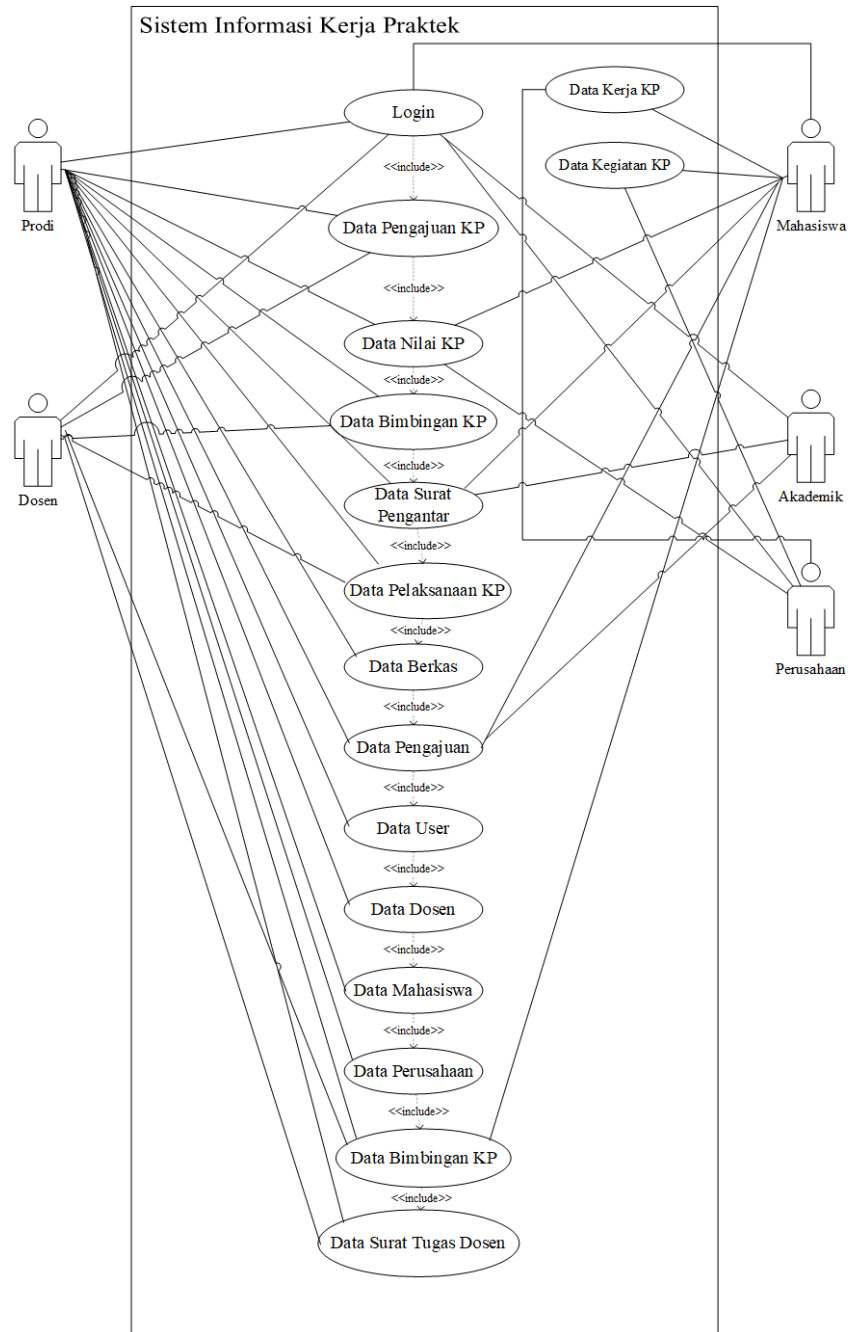 Sistem Informasi Kerja Praktek
Data Kerja KP
Login
Prodi
Mahasiswa
<<include>>
Data Kegiatan KP
Data Pengajuan KP
<<include>>
Data Nilai KP
<<include>>
Data Bimbingan KP
Dosen
Akademik
<<include>>
Data Surat
Pengantar
<<include>>
Data Pelaksanaan KP
Perusahaan
<<include>>
Data Berkas
<<include>>
Data Pengajuan
<<include>>
Data User
<<include>>
Data Dosen
<<include>>
Data Mahasiswa
<<include>>
Data Perusahaan
<<include>>
Data Bimbingan KP
<<include>>
Data Surat Tugas Dosen